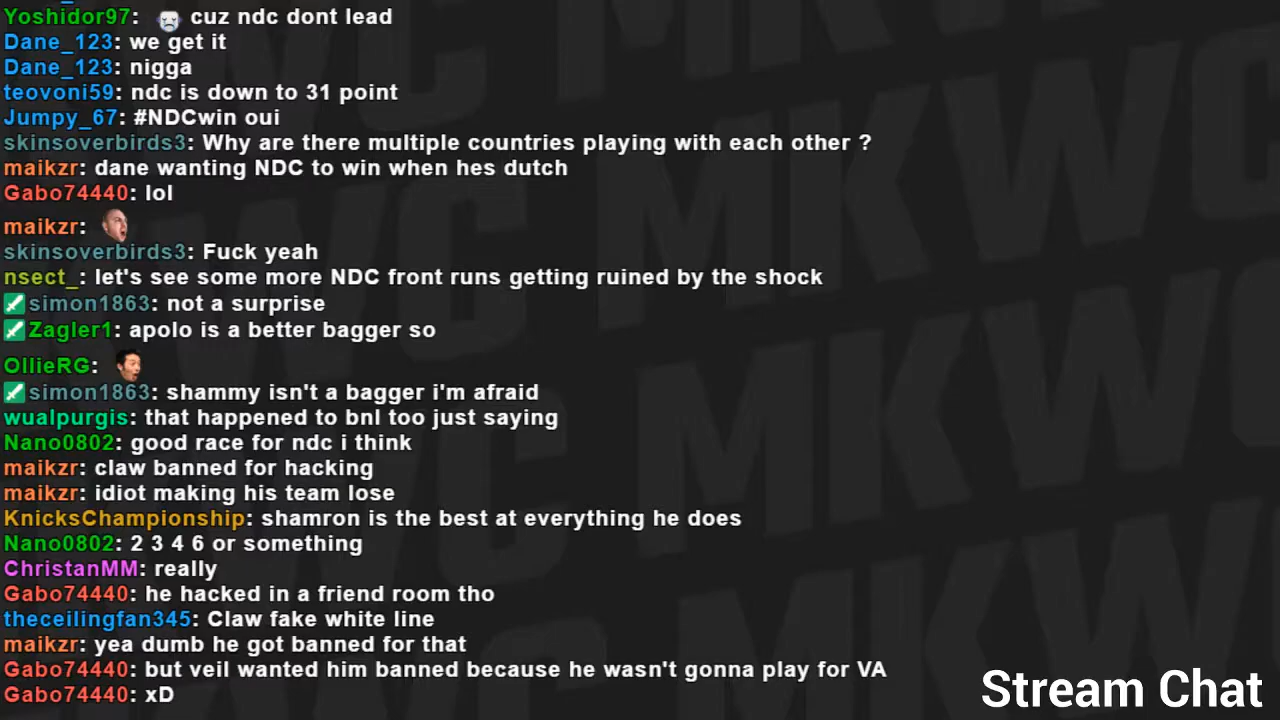 Yoshidor97: cuz ndc dont lead
Dane_123: we get it
Dane_123: nigga
teovoni59: ndc is down to 31 point
Jumpy_67: #NDCwin oui
skinsoverbirds3: Why are there multiple countries playing with each other ?
maikzr: dane wanting NDC to win when hes dutch
Gabo74440: lol
maikzr:
skinsoverbirds3: Fuck yeah
nsect_: let's see some more NDC front runs getting ruined by the shock
simon1863: not a surprise
Zagler1: apolo is a better bagger so
OllieRG:
simon1863: shammy isn't a bagger i'm afraid
wualpurgis: that happened to bnl too just saying
Nano0802: good race for ndc i think
maikzr: claw banned for hacking
maikzr: idiot making his team lose
KnicksChampionship: shamron is the best at everything he does
Nano0802: 2 3 4 6 or something
ChristanMM: really
Gabo74440: he hacked in a friend room tho
theceilingfan345: Claw fake white line
maikzr: yea dumb he got banned for that
Gabo74440: but veil wanted him banned because he wasn't gonna play for VA
Gabo74440: xD
Stream Chat
MKWC